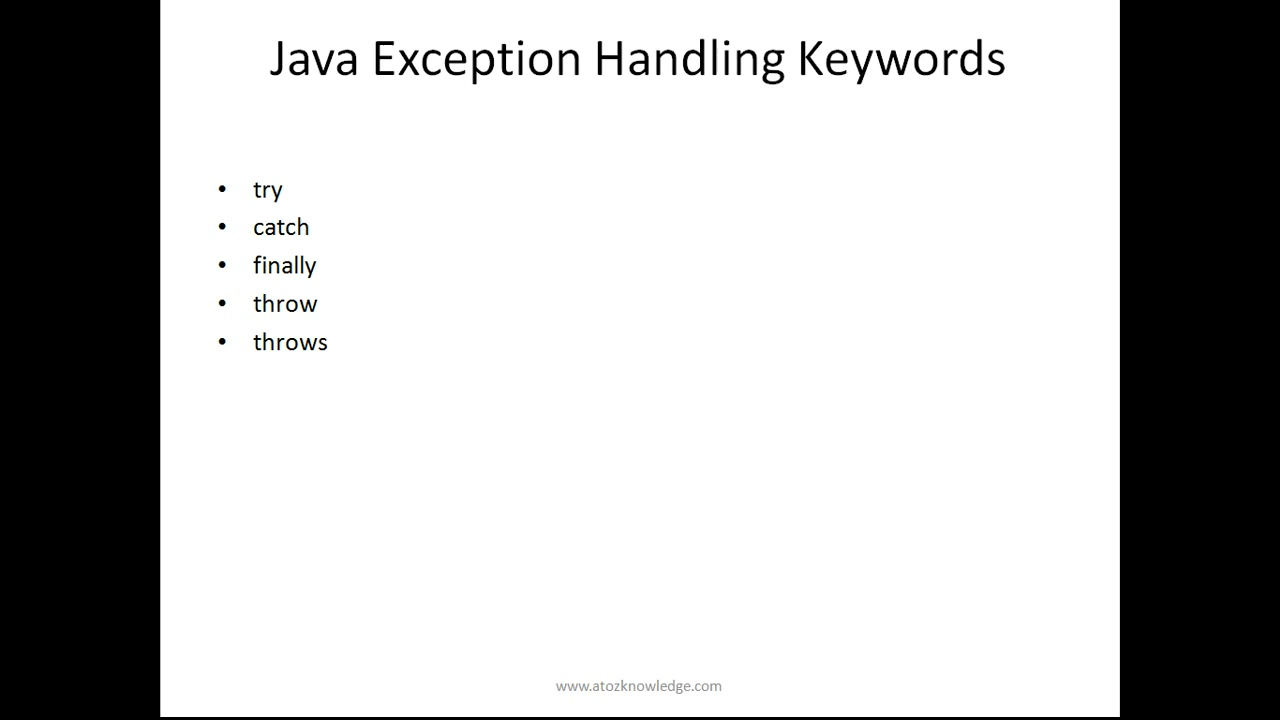 Java Exception Handling Keywords
• try
• catch
• finally
• throw
• throws
www.atozknowledge.com